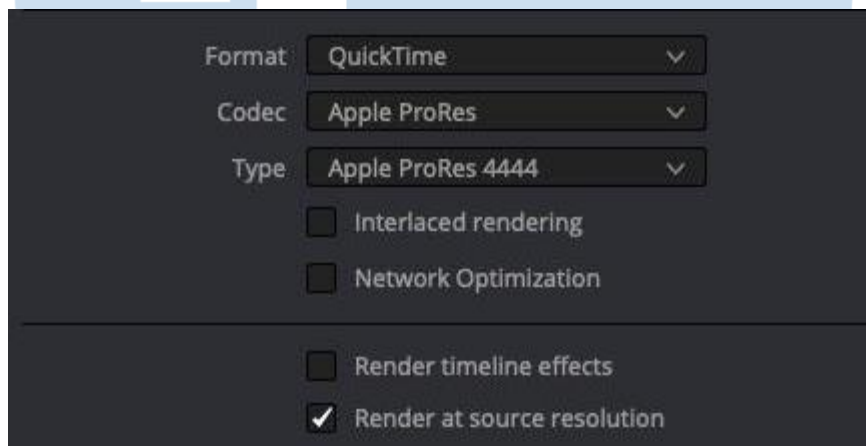 Format QuickTime
Codec Apple ProRes
Type Apple ProRes 4444
Interlaced rendering
Network Optimization
Render timeline effects
Render at source resolution